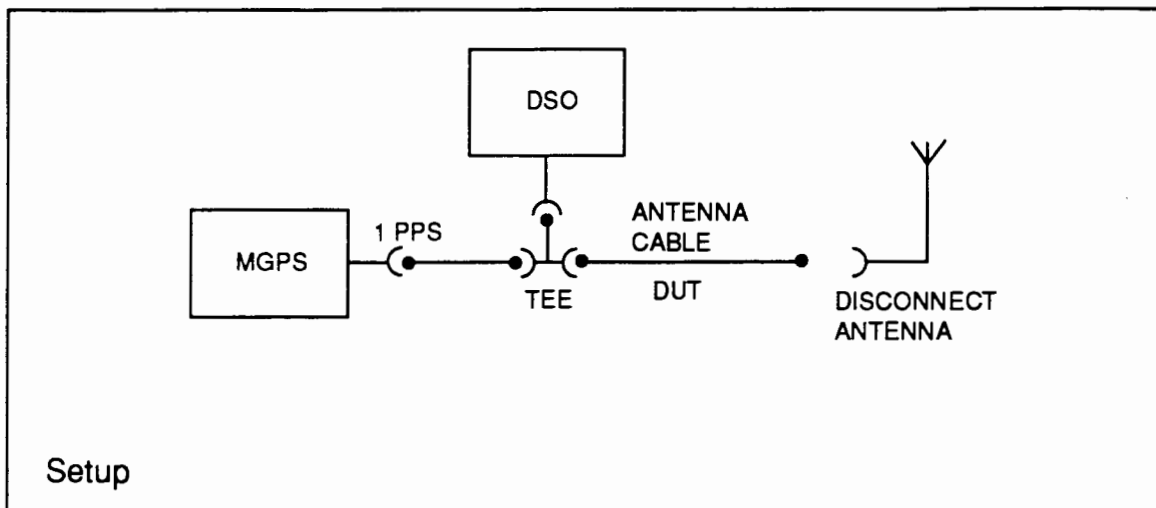 DSO
1 PPS
MGPS
ANTENNA
CABLE
TEE
DUT
DISCONNECT
ANTENNA
Setup